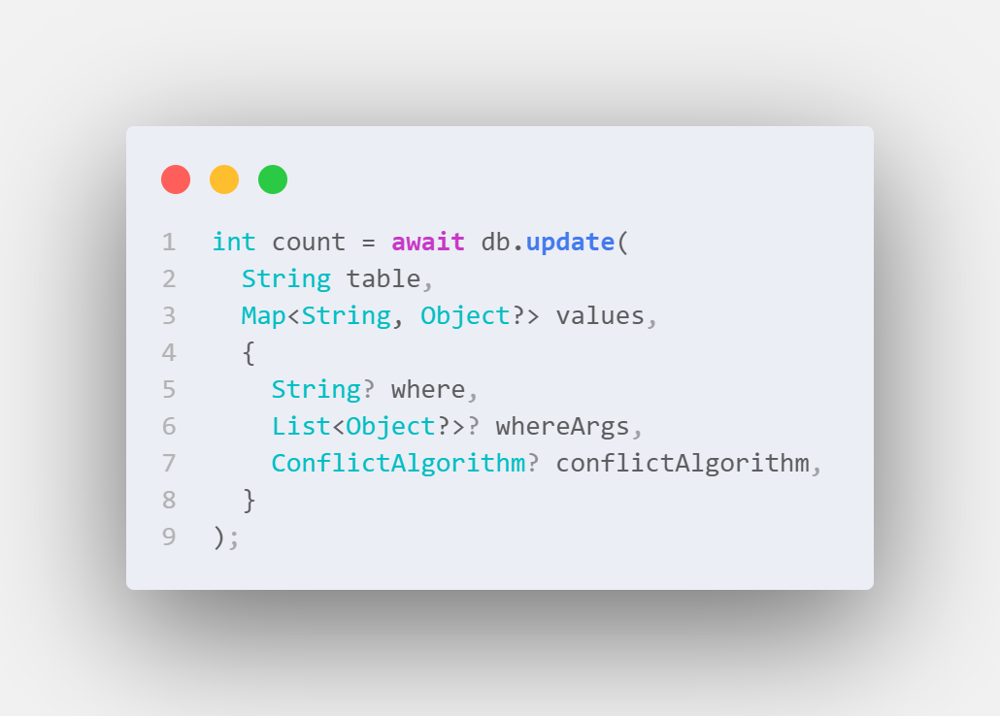 1 int count = await db.update(
2   String table,
3   Map<String, Object?> values,
4   {
5     String? where,
6     List<Object?>? whereArgs,
7     ConflictAlgorithm? conflictAlgorithm,
8   }
9 );